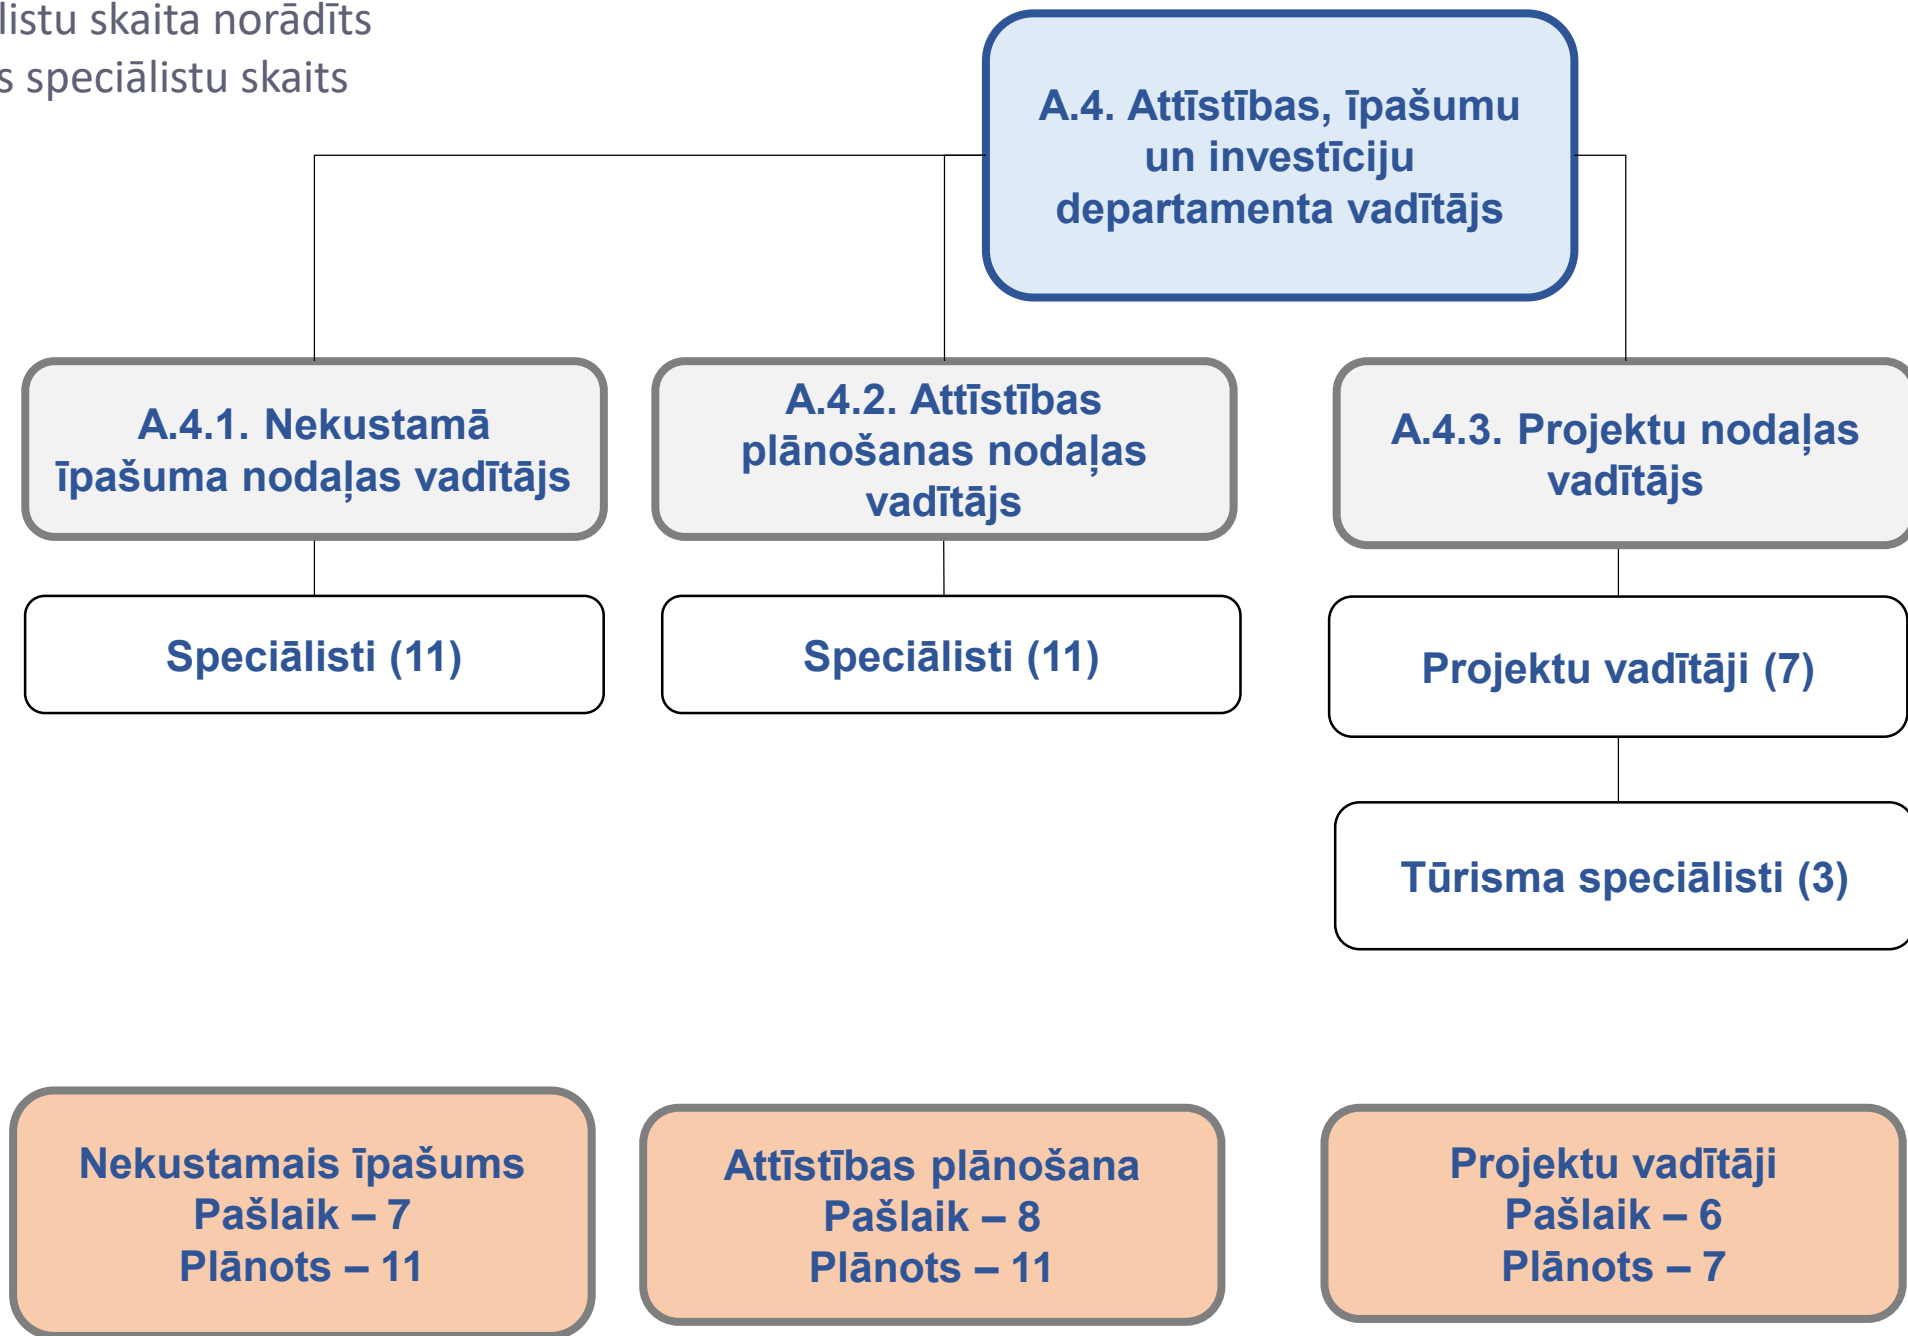 skaita norādīts
speciālistu skaits
A.4. Attīstības, īpašumu
un investīciju
departamenta vadītājs
A.4.1. Nekustamā
īpašuma nodaļas vadītājs
A.4.2. Attīstības
plānošanas nodaļas
vadītājs
A.4.3. Projektu nodaļas
vadītājs
Speciālisti (11)
Speciālisti (11)
Projektu vadītāji (7)
Tūrisma speciālisti (3)
Nekustamais īpašums
Pašlaik – 7
Plānots – 11
Attīstības plānošana
Pašlaik – 8
Plānots – 11
Projektu vadītāji
Pašlaik – 6
Plānots – 7